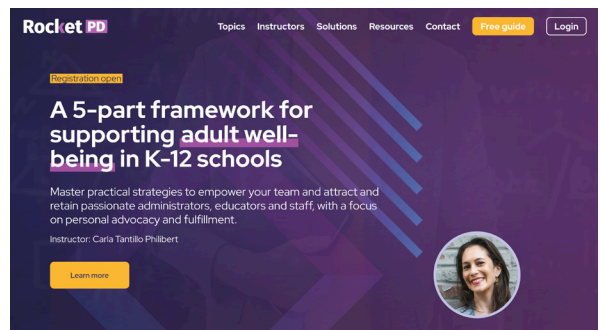 Rocket PD
Topics Instructors Solutions Resources Contact Free guide Login
Registration open
A 5-part framework for
supporting adult well-
being in K-12 schools
Master practical strategies to empower your team and attract and
retain passionate administrators, educators and staff, with a focus
on personal advocacy and fulfillment.
Instructor: Carla Tantillo Philibert
Learn more